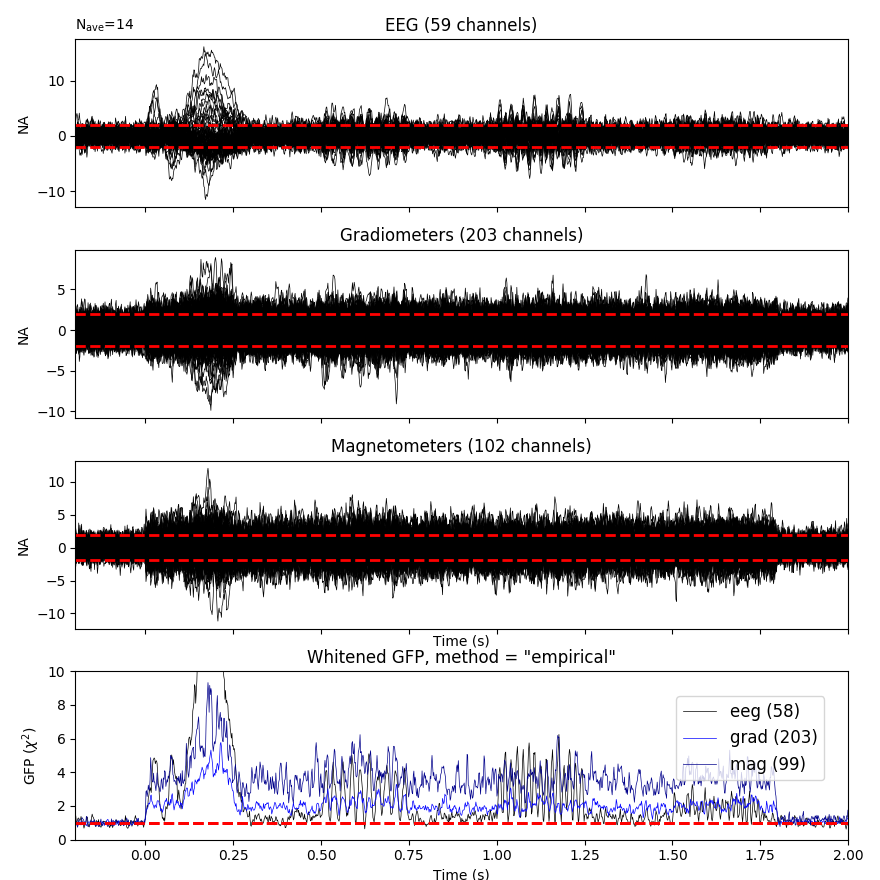 N_ave=14
EEG (59 channels)
10
0
−10
NA
Gradiometers (203 channels)
5
0
−5
−10
NA
Magnetometers (102 channels)
10
5
0
−5
−10
NA
Time (s)
Whitened GFP, method = "empirical"
10
8
6
4
2
0
GFP (χ²)
eeg (58)
grad (203)
mag (99)
0.00 0.25 0.50 0.75 1.00 1.25 1.50 1.75 2.00
Time (s)